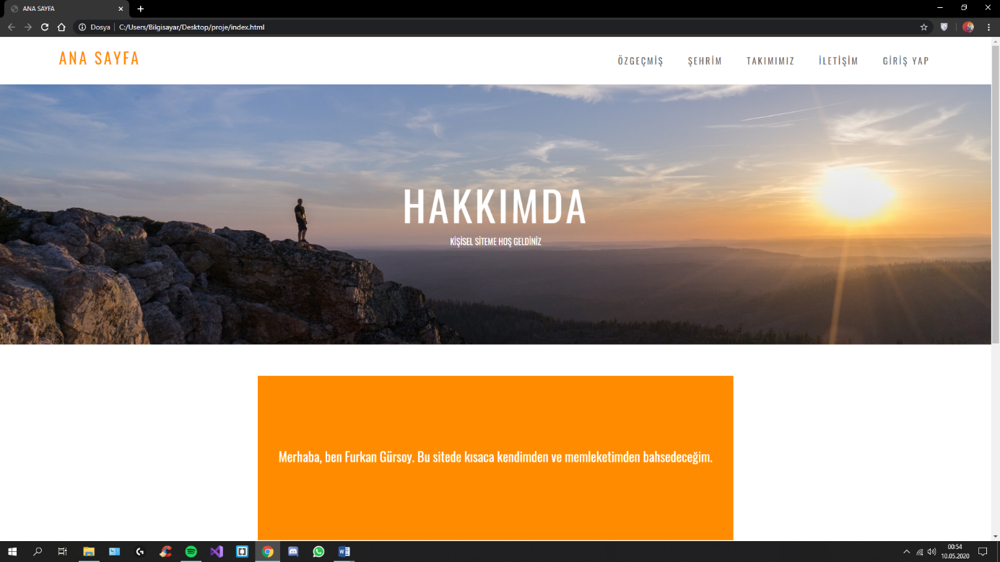 ANA SAYFA
Dosya C:/Users/Bilgisayar/Desktop/proje/index.html
ANA SAYFA
ÖZGEÇMİŞ ŞEHRİM TAKIMIMIZ İLETİŞİM GİRİŞ YAP
HAKKIMDA
KİŞİSEL SİTEME HOŞ GELDİNİZ
Merhaba, ben Furkan Gürsoy. Bu sitede kısaca kendimden ve memleketimden bahsedeceğim.
00:54
10.05.2020